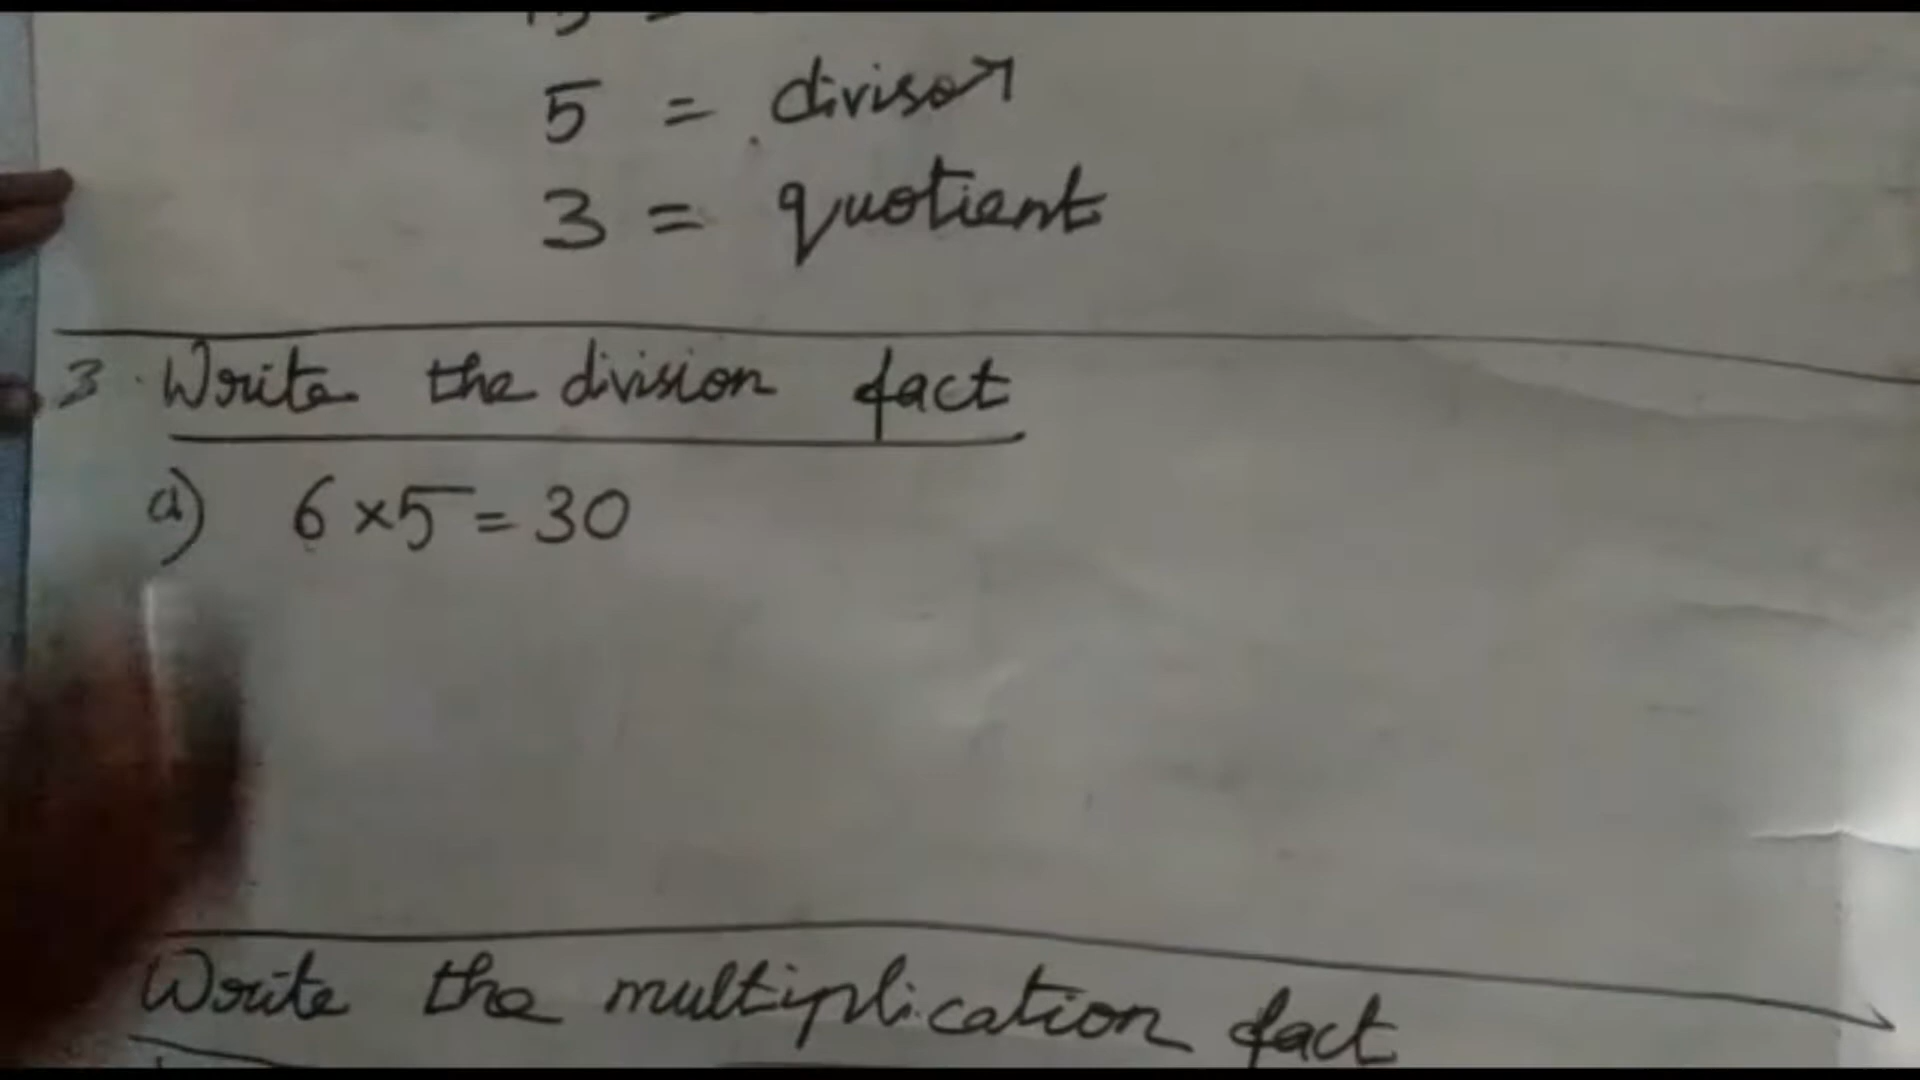 5 = divisor
3 = quotient
3. Write the division fact
a) 6×5=30
Write the multiplication fact